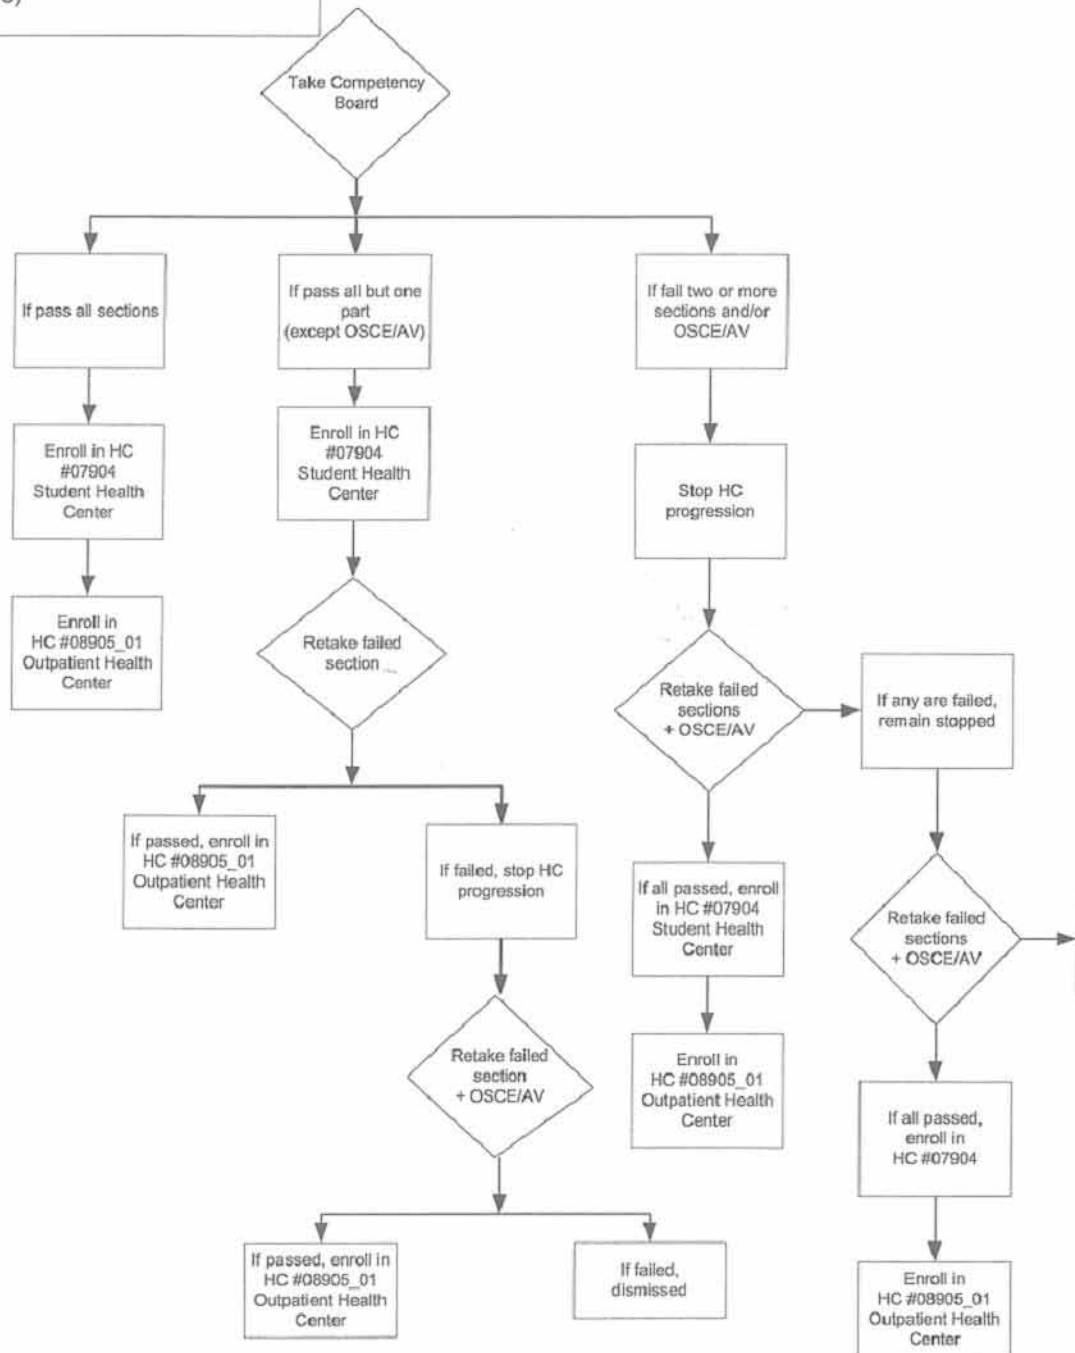 Take Competency
Board
If pass all sections
If pass all but one
part
(except OSCE/AV)
If fail two or more
sections and/or
OSCE/AV
Enroll in HC
#07904
Student Health
Center
Enroll in HC
#07904
Student Health
Center
Stop HC
progression
Enroll in
HC #08905_01
Outpatient Health
Center
Retake failed
section
Retake failed
sections
+ OSCE/AV
If any are failed,
remain stopped
If passed, enroll in
HC #08905_01
Outpatient Health
Center
If failed, stop HC
progression
If all passed, enroll
in HC #07904
Student Health
Center
Retake failed
sections
+ OSCE/AV
Retake failed
section
+ OSCE/AV
Enroll in
HC #08905_01
Outpatient Health
Center
If all passed,
enroll in
HC #07904
If passed, enroll in
HC #08905_01
Outpatient Health
Center
If failed,
dismissed
Enroll in
HC #08905_01
Outpatient Health
Center